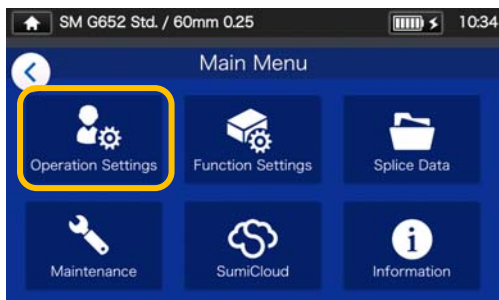 SM G652 Std. / 60mm 0.25 10:34
Main Menu
Operation Settings Function Settings Splice Data
Maintenance SumiCloud Information